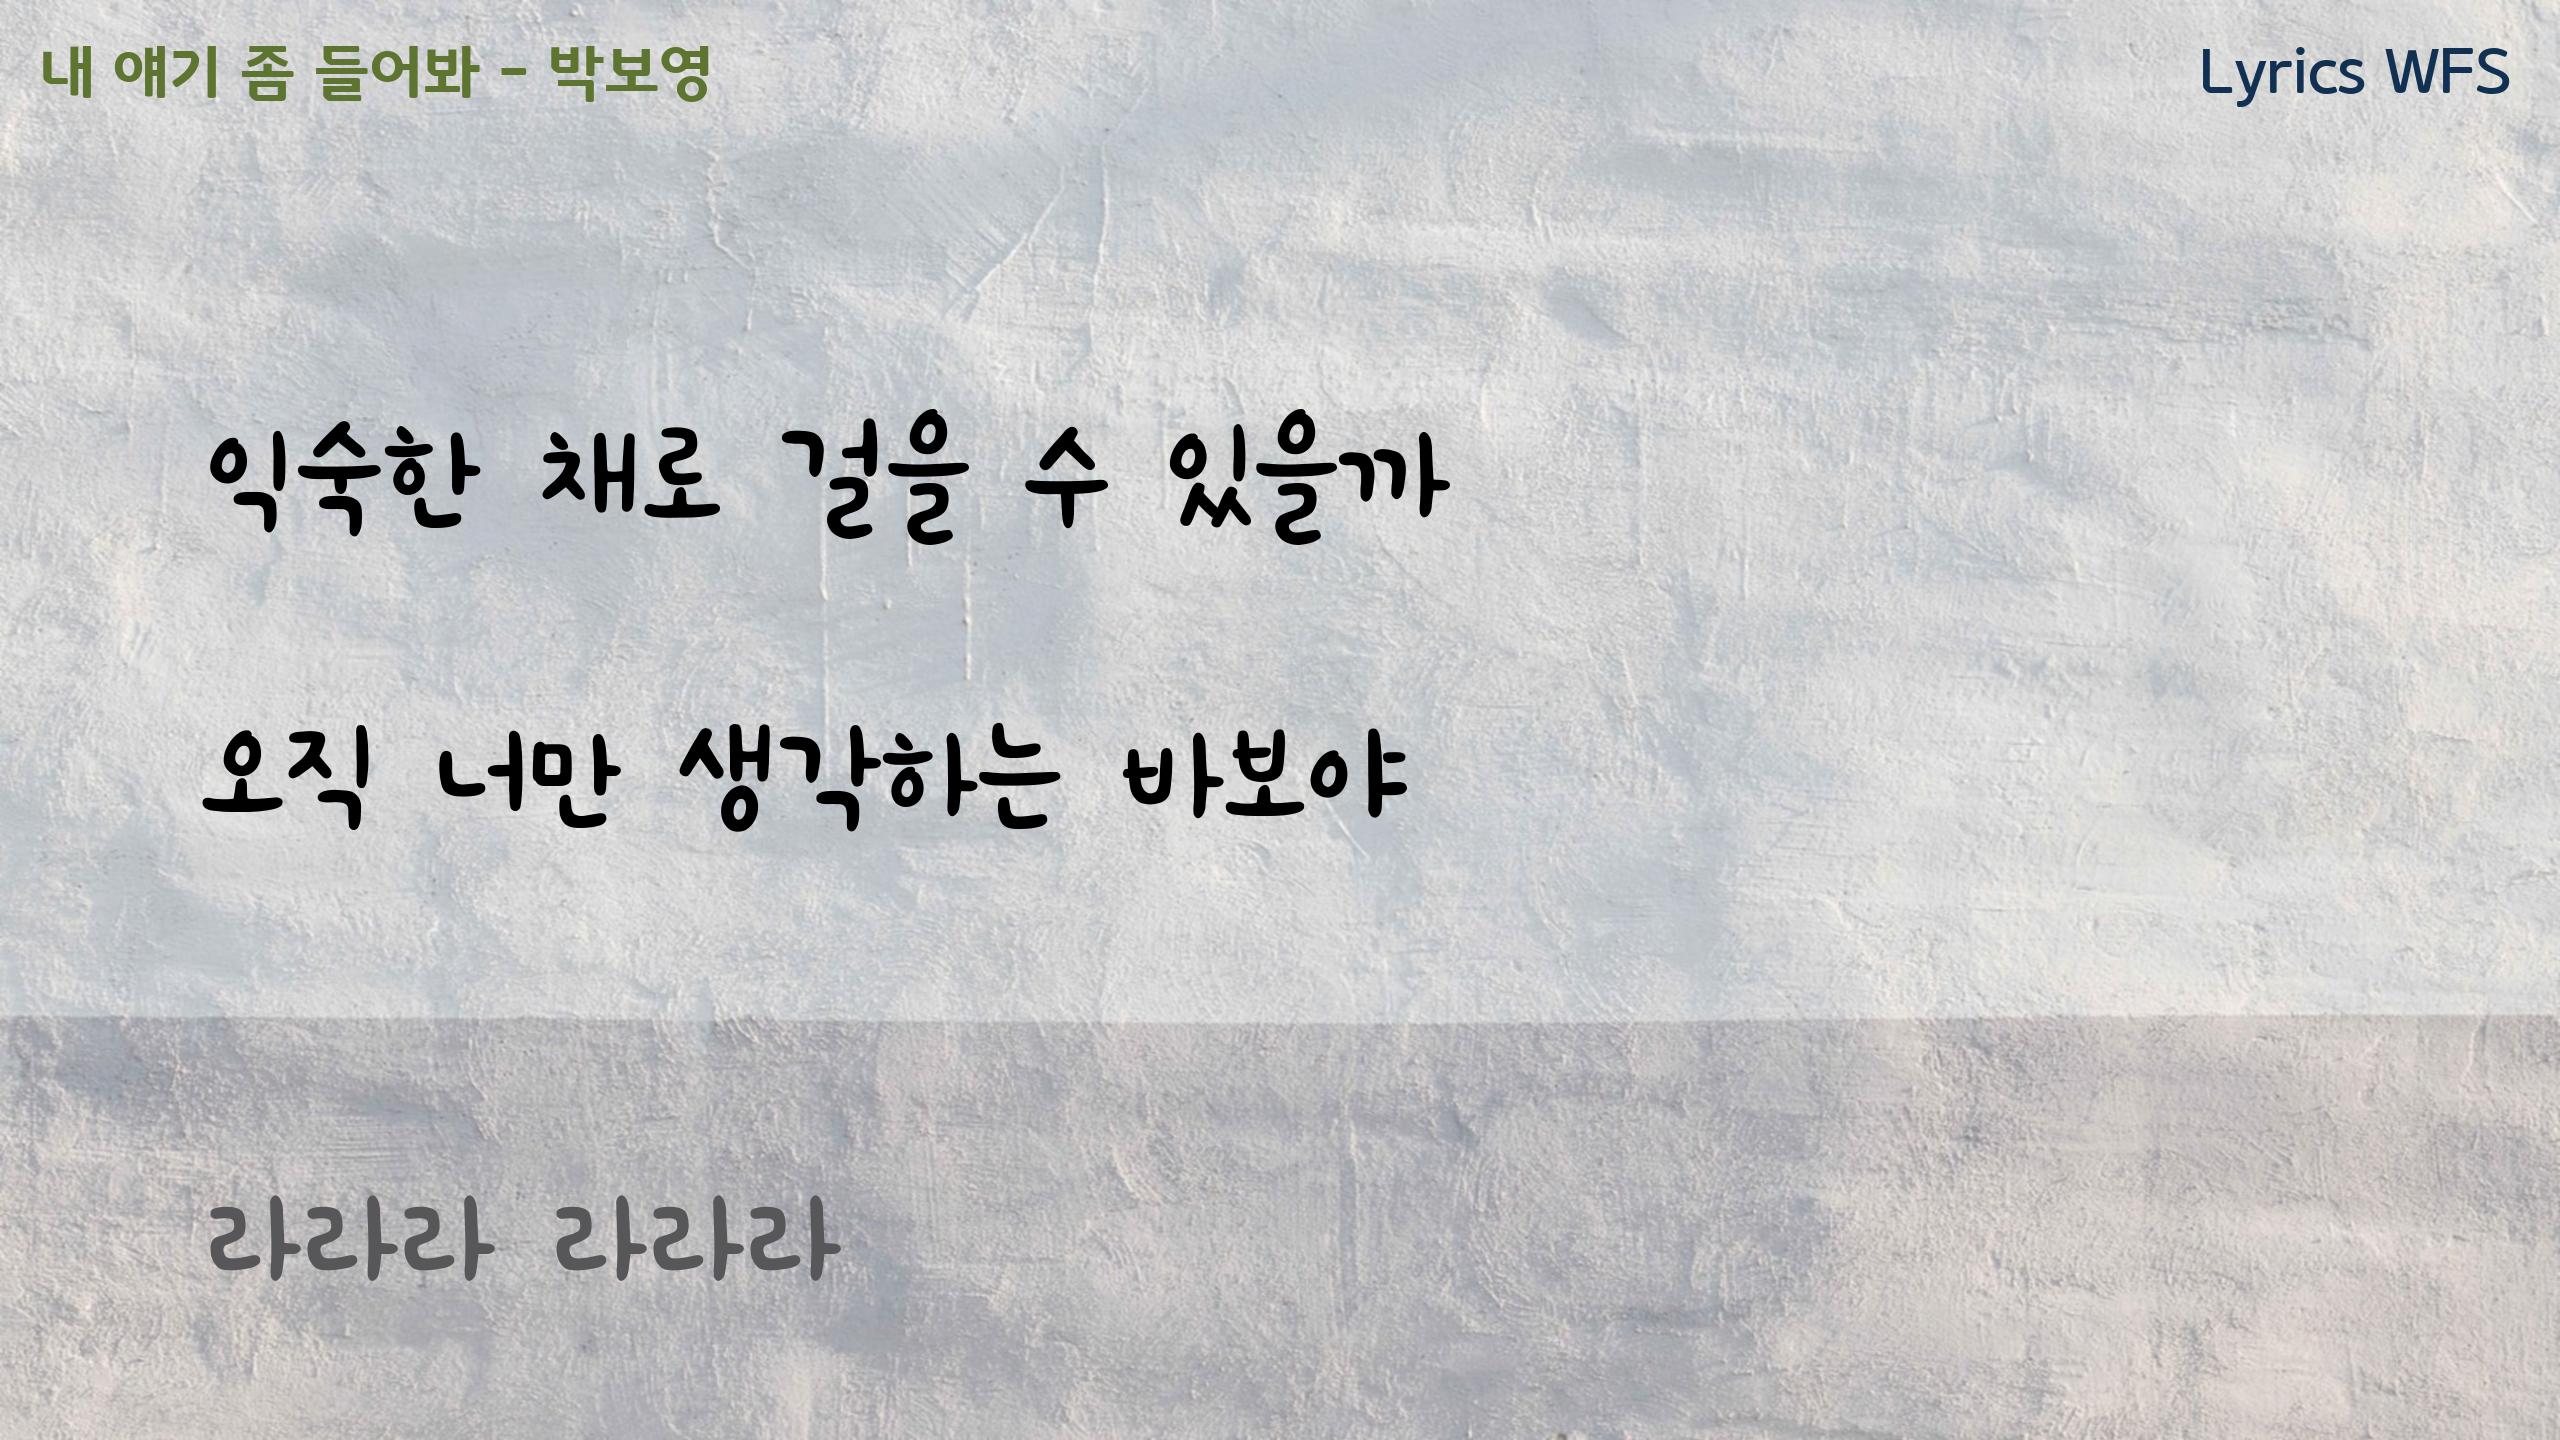 내 얘기 좀 들어봐 - 박보영
Lyrics WFS
익숙한 채로 걸을 수 있을까
오직 너만 생각하는 바보야
라라라 라라라